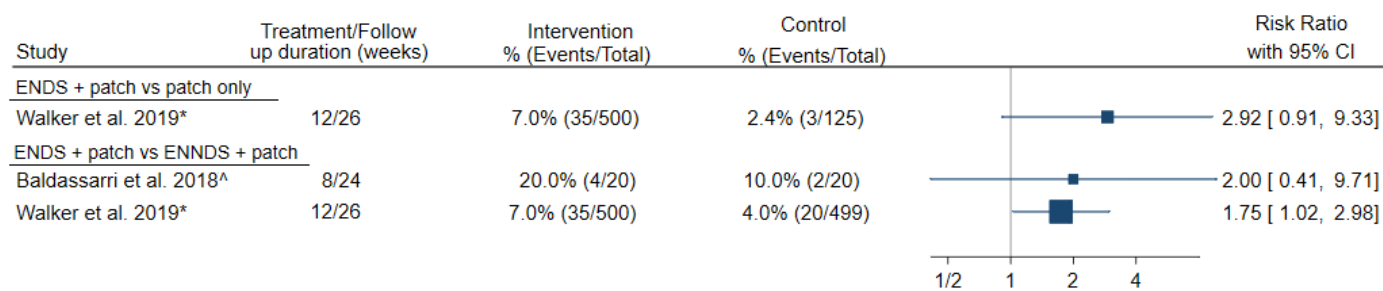 Study Treatment/Follow up duration (weeks) Intervention % (Events/Total) Control % (Events/Total) Risk Ratio with 95% CI
ENDS + patch vs patch only
Walker et al. 2019* 12/26 7.0% (35/500) 2.4% (3/125) 2.92 [ 0.91, 9.33]
ENDS + patch vs ENNDS + patch
Baldassarri et al. 2018^ 8/24 20.0% (4/20) 10.0% (2/20) 2.00 [ 0.41, 9.71]
Walker et al. 2019* 12/26 7.0% (35/500) 4.0% (20/499) 1.75 [ 1.02, 2.98]
1/2 1 2 4